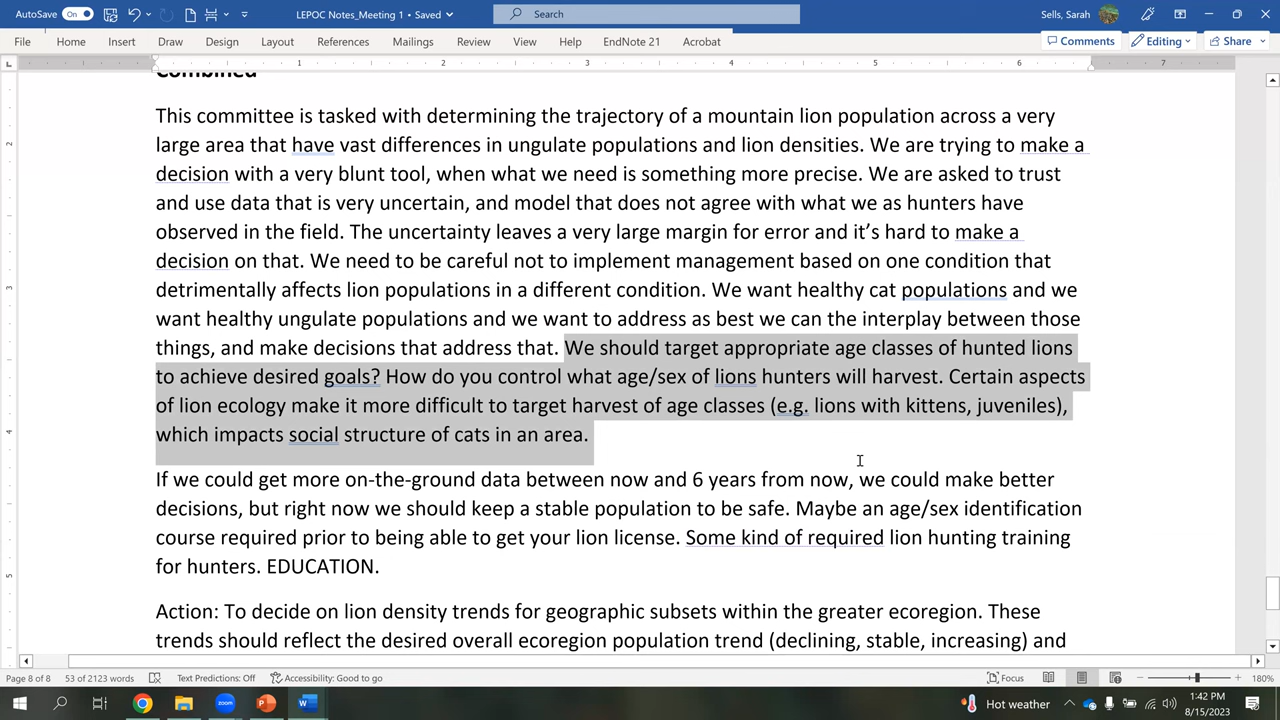 AutoSave On LEPOC Notes_Meeting 1 • Saved Search Sells, Sarah
File Home Insert Draw Design Layout References Mailings Review View Help EndNote 21 Acrobat Comments Editing Share
1 2 3 4 5 6 7
Combined
This committee is tasked with determining the trajectory of a mountain lion population across a very
large area that have vast differences in ungulate populations and lion densities. We are trying to make a
decision with a very blunt tool, when what we need is something more precise. We are asked to trust
and use data that is very uncertain, and model that does not agree with what we as hunters have
observed in the field. The uncertainty leaves a very large margin for error and it’s hard to make a
decision on that. We need to be careful not to implement management based on one condition that
detrimentally affects lion populations in a different condition. We want healthy cat populations and we
want healthy ungulate populations and we want to address as best we can the interplay between those
things, and make decisions that address that. We should target appropriate age classes of hunted lions
to achieve desired goals? How do you control what age/sex of lions hunters will harvest. Certain aspects
of lion ecology make it more difficult to target harvest of age classes (e.g. lions with kittens, juveniles),
which impacts social structure of cats in an area.
If we could get more on-the-ground data between now and 6 years from now, we could make better
decisions, but right now we should keep a stable population to be safe. Maybe an age/sex identification
course required prior to being able to get your lion license. Some kind of required lion hunting training
for hunters. EDUCATION.
Action: To decide on lion density trends for geographic subsets within the greater ecoregion. These
trends should reflect the desired overall ecoregion population trend (declining, stable, increasing) and
2
3
4
5
Page 8 of 8 53 of 2123 words Text Predictions: Off Accessibility: Good to go Focus 180%
zoom Hot weather 1:42 PM
8/15/2023